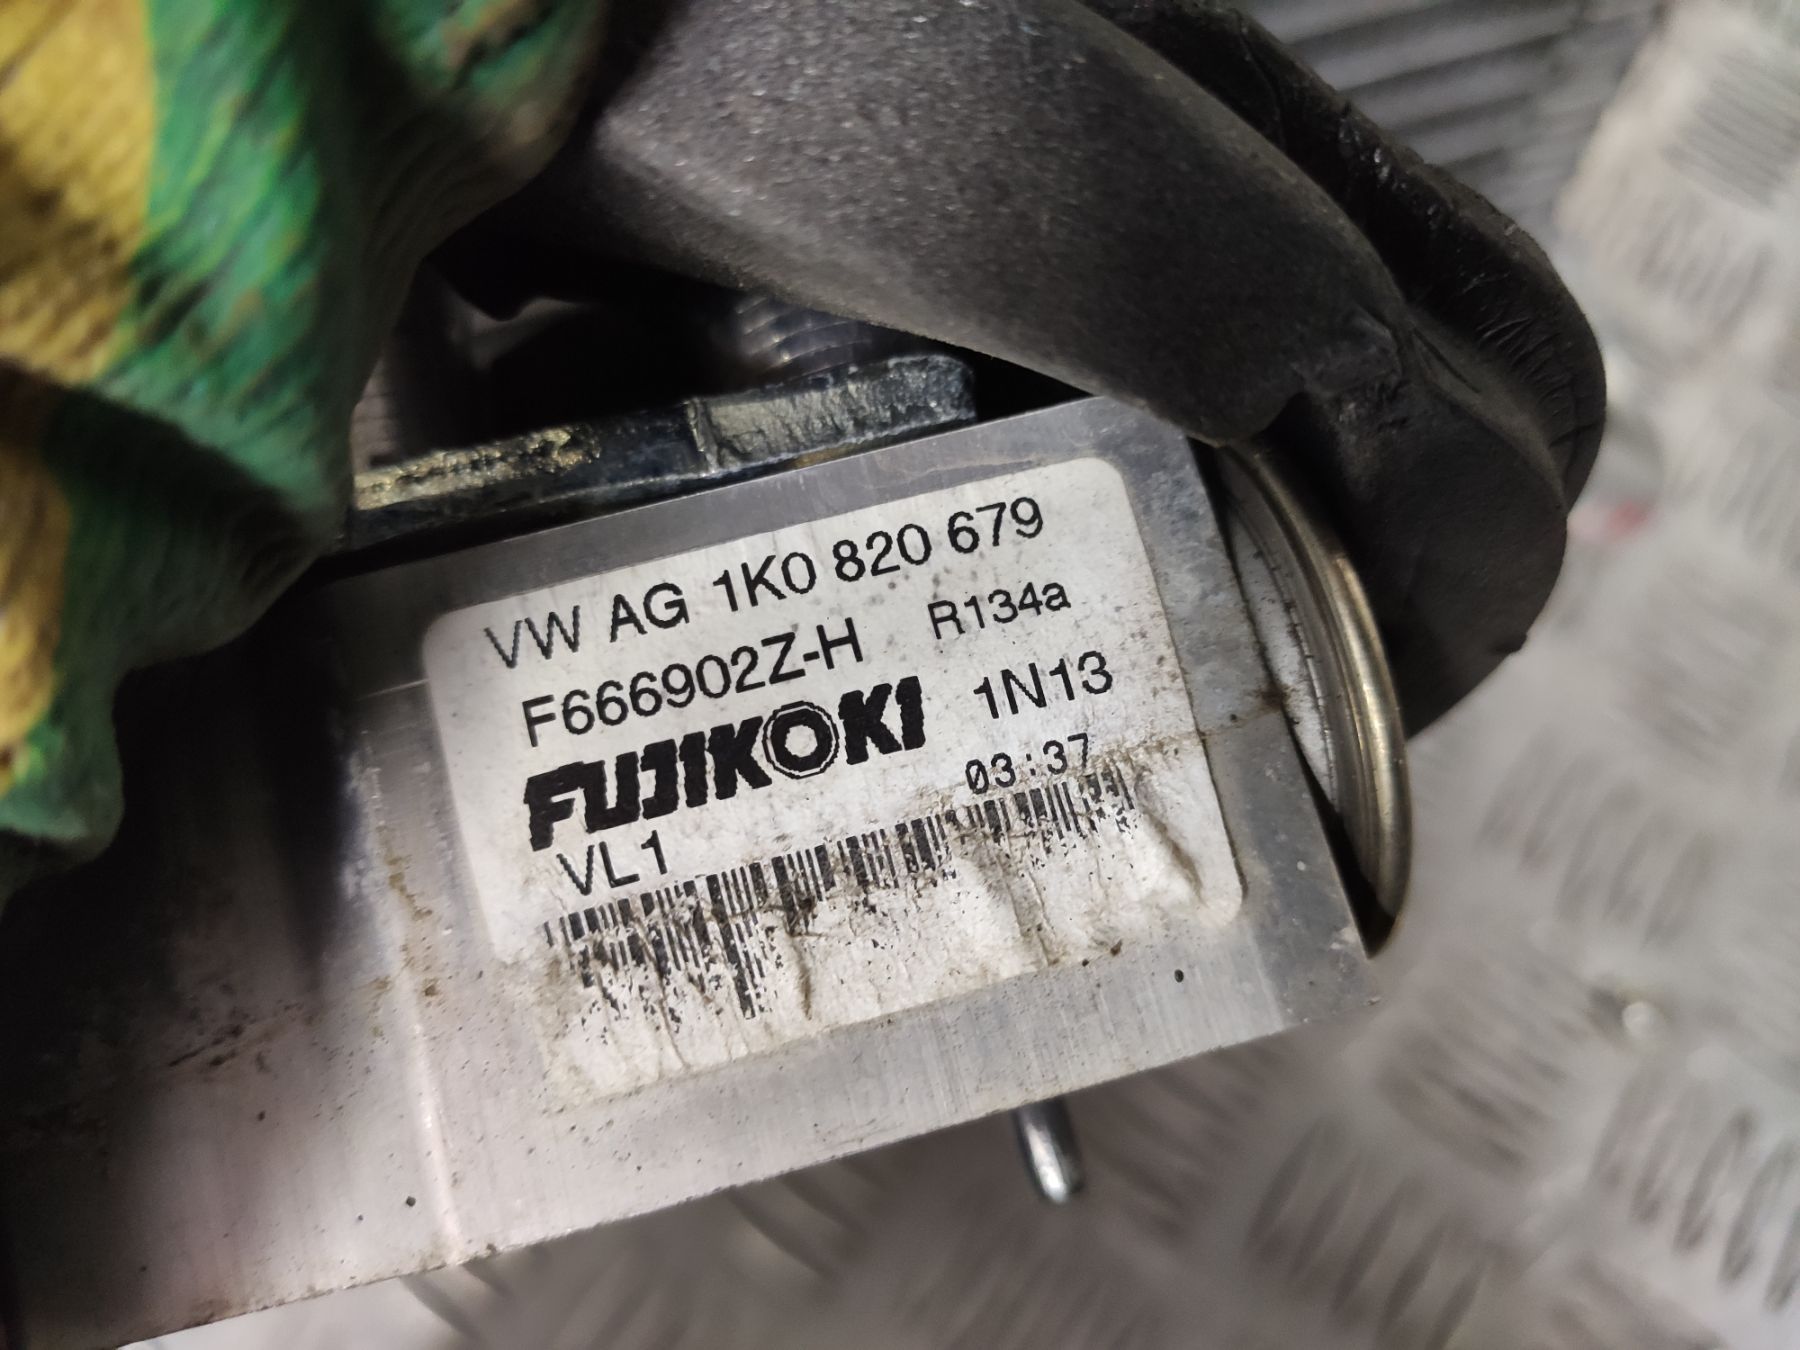 VW AG 1K0 820 679
F666902Z-H R134a
FUJIKOKI 1N13
03:37
VL1